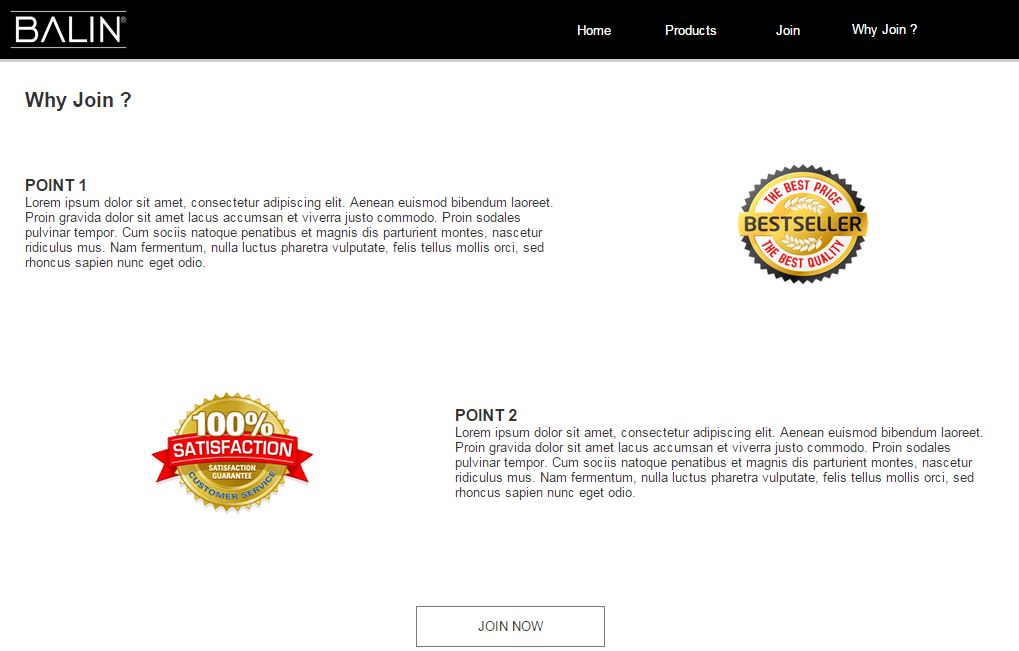 BALIN®
Home Products Join Why Join ?
Why Join ?
POINT 1
Lorem ipsum dolor sit amet, consectetur adipiscing elit. Aenean euismod bibendum laoreet.
Proin gravida dolor sit amet lacus accumsan et viverra justo commodo. Proin sodales
pulvinar tempor. Cum sociis natoque penatibus et magnis dis parturient montes, nascetur
ridiculus mus. Nam fermentum, nulla luctus pharetra vulputate, felis tellus mollis orci, sed
rhoncus sapien nunc eget odio.
THE BEST PRICE
BESTSELLER
THE BEST QUALITY
100%
SATISFACTION
SATISFACTION
GUARANTEE
CUSTOMER SERVICE
POINT 2
Lorem ipsum dolor sit amet, consectetur adipiscing elit. Aenean euismod bibendum laoreet.
Proin gravida dolor sit amet lacus accumsan et viverra justo commodo. Proin sodales
pulvinar tempor. Cum sociis natoque penatibus et magnis dis parturient montes, nascetur
ridiculus mus. Nam fermentum, nulla luctus pharetra vulputate, felis tellus mollis orci, sed
rhoncus sapien nunc eget odio.
JOIN NOW